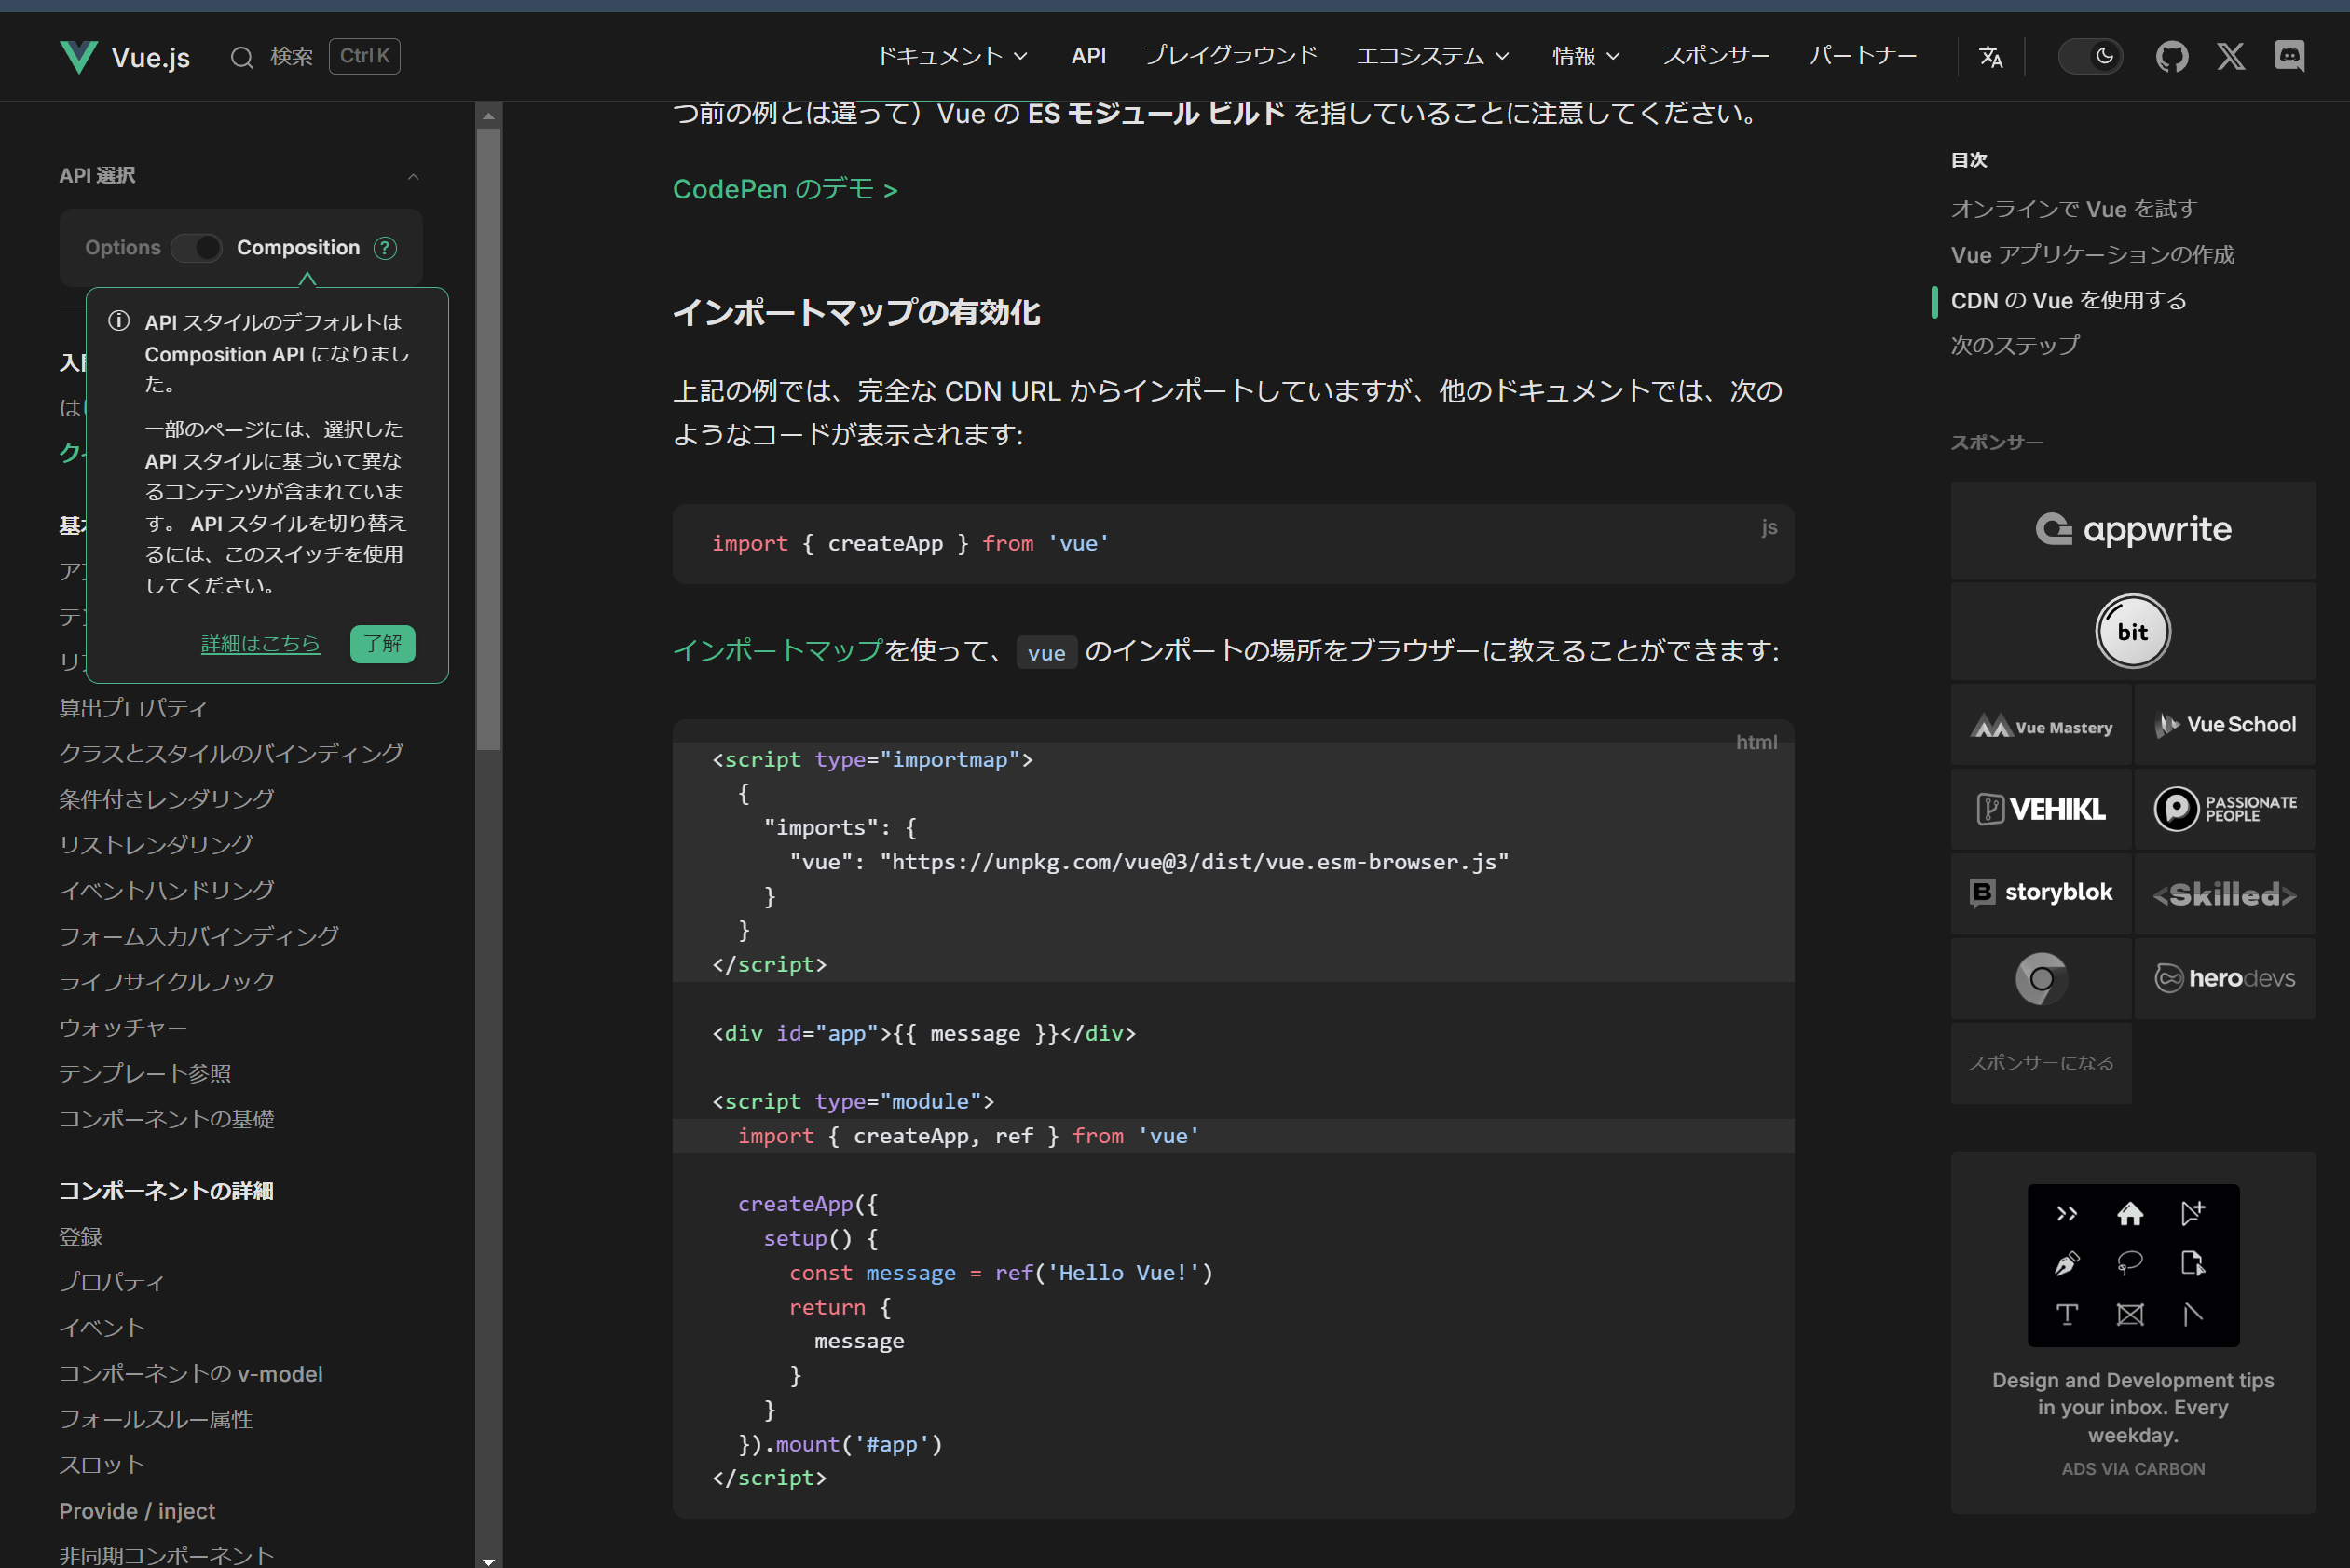 Vue.js
検索
Ctrl K
ドキュメント
API
プレイグラウンド
エコシステム
情報
スポンサー
パートナー
API 選択
Options
Composition
?
API スタイルのデフォルトは
Composition API になりまし
た。
一部のページには、選択した
API スタイルに基づいて異な
るコンテンツが含まれていま
す。 API スタイルを切り替え
るには、このスイッチを使用
してください。
詳細はこちら
了解
算出プロパティ
クラスとスタイルのバインディング
条件付きレンダリング
リストレンダリング
イベントハンドリング
フォーム入力バインディング
ライフサイクルフック
ウォッチャー
テンプレート参照
コンポーネントの基礎
コンポーネントの詳細
登録
プロパティ
イベント
コンポーネントの v-model
フォールスルー属性
スロット
Provide / inject
非同期コンポーネント
つ前の例とは違って）Vue の ES モジュール ビルド を指していることに注意してください。
CodePen のデモ >
インポートマップの有効化
上記の例では、完全な CDN URL からインポートしていますが、他のドキュメントでは、次の
ようなコードが表示されます:
js
import { createApp } from 'vue'
インポートマップを使って、 vue のインポートの場所をブラウザーに教えることができます:
html
<script type="importmap">
{
"imports": {
"vue": "https://unpkg.com/vue@3/dist/vue.esm-browser.js"
}
}
</script>
<div id="app">{{ message }}</div>
<script type="module">
import { createApp, ref } from 'vue'
createApp({
setup() {
const message = ref('Hello Vue!')
return {
message
}
}
}).mount('#app')
</script>
目次
オンラインで Vue を試す
Vue アプリケーションの作成
CDN の Vue を使用する
次のステップ
スポンサー
appwrite
bit
Vue Mastery
Vue School
VEHIKL
PASSIONATE
PEOPLE
storyblok
<Skilled>
herodevs
スポンサーになる
Design and Development tips
in your inbox. Every
weekday.
ADS VIA CARBON